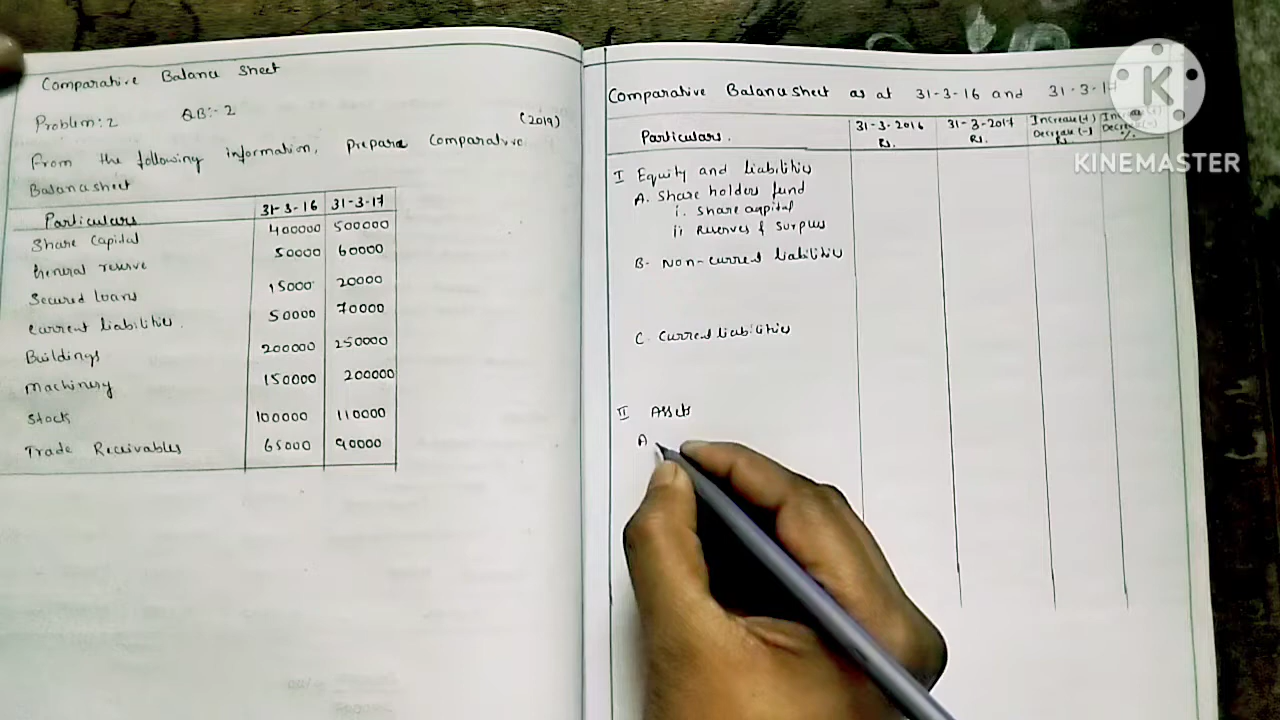 Comparative Balance Sheet
Problem: 2 QB:- 2 (2019)
From the following information, prepare Comparative
Balance sheet
Particulars 31-3-16 31-3-17
Share Capital 400000 500000
General reserve 50000 60000
Secured loans 15000 20000
Current liabilities. 50000 70000
Buildings 200000 250000
Machinery 150000 200000
Stock 100000 110000
Trade Receivables 65000 90000
Comparative Balance sheet as at 31-3-16 and 31-3-17
Particulars. 31-3-2016 Rs. 31-3-2017 Rs. Increase(+) Decrease(-) Rs. %
I Equity and liabilities
A. Share holders fund
i. Share capital
ii Reserves & Surplus
B. Non-current liabilities
C. Current liabilities
II Assets
A
K
KINEMASTER